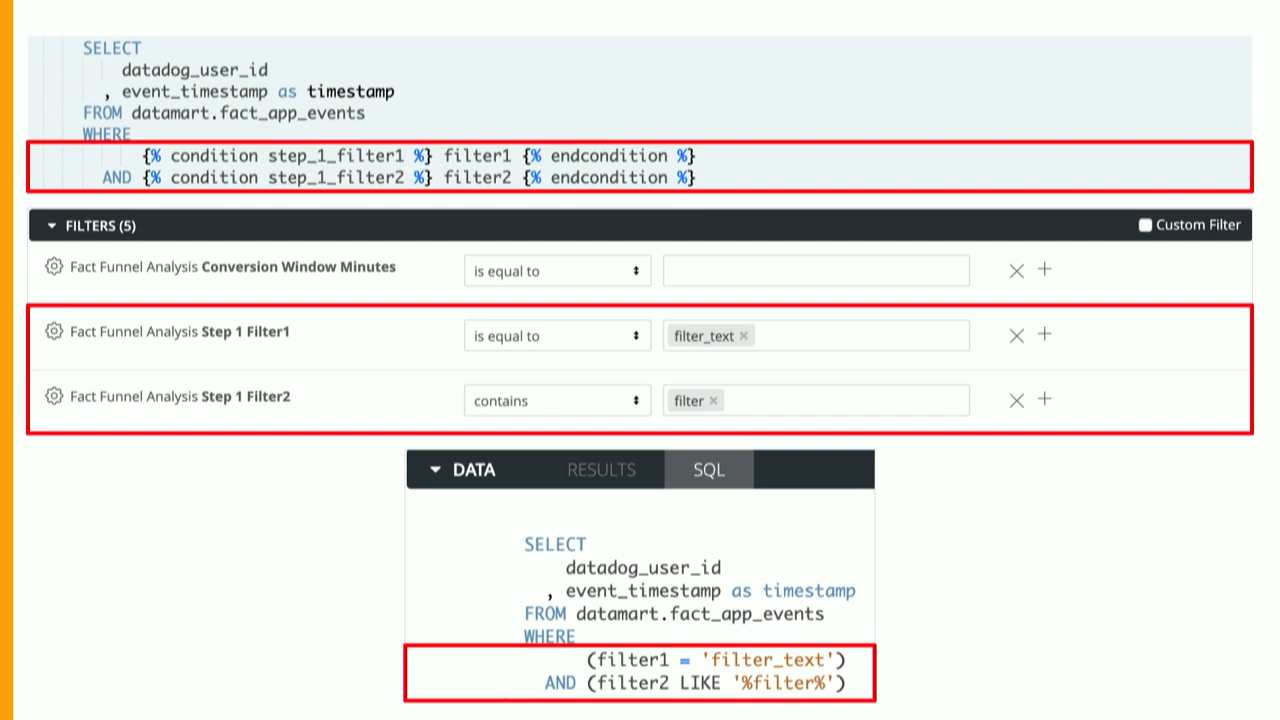 SELECT
datadog_user_id
, event_timestamp as timestamp
FROM datamart.fact_app_events
WHERE
{% condition step_1_filter1 %} filter1 {% endcondition %}
AND {% condition step_1_filter2 %} filter2 {% endcondition %}
FILTERS (5) Custom Filter
Fact Funnel Analysis Conversion Window Minutes is equal to
Fact Funnel Analysis Step 1 Filter1 is equal to filter_text
Fact Funnel Analysis Step 1 Filter2 contains filter
DATA RESULTS SQL
SELECT
datadog_user_id
, event_timestamp as timestamp
FROM datamart.fact_app_events
WHERE
(filter1 = 'filter_text')
AND (filter2 LIKE '%filter%')